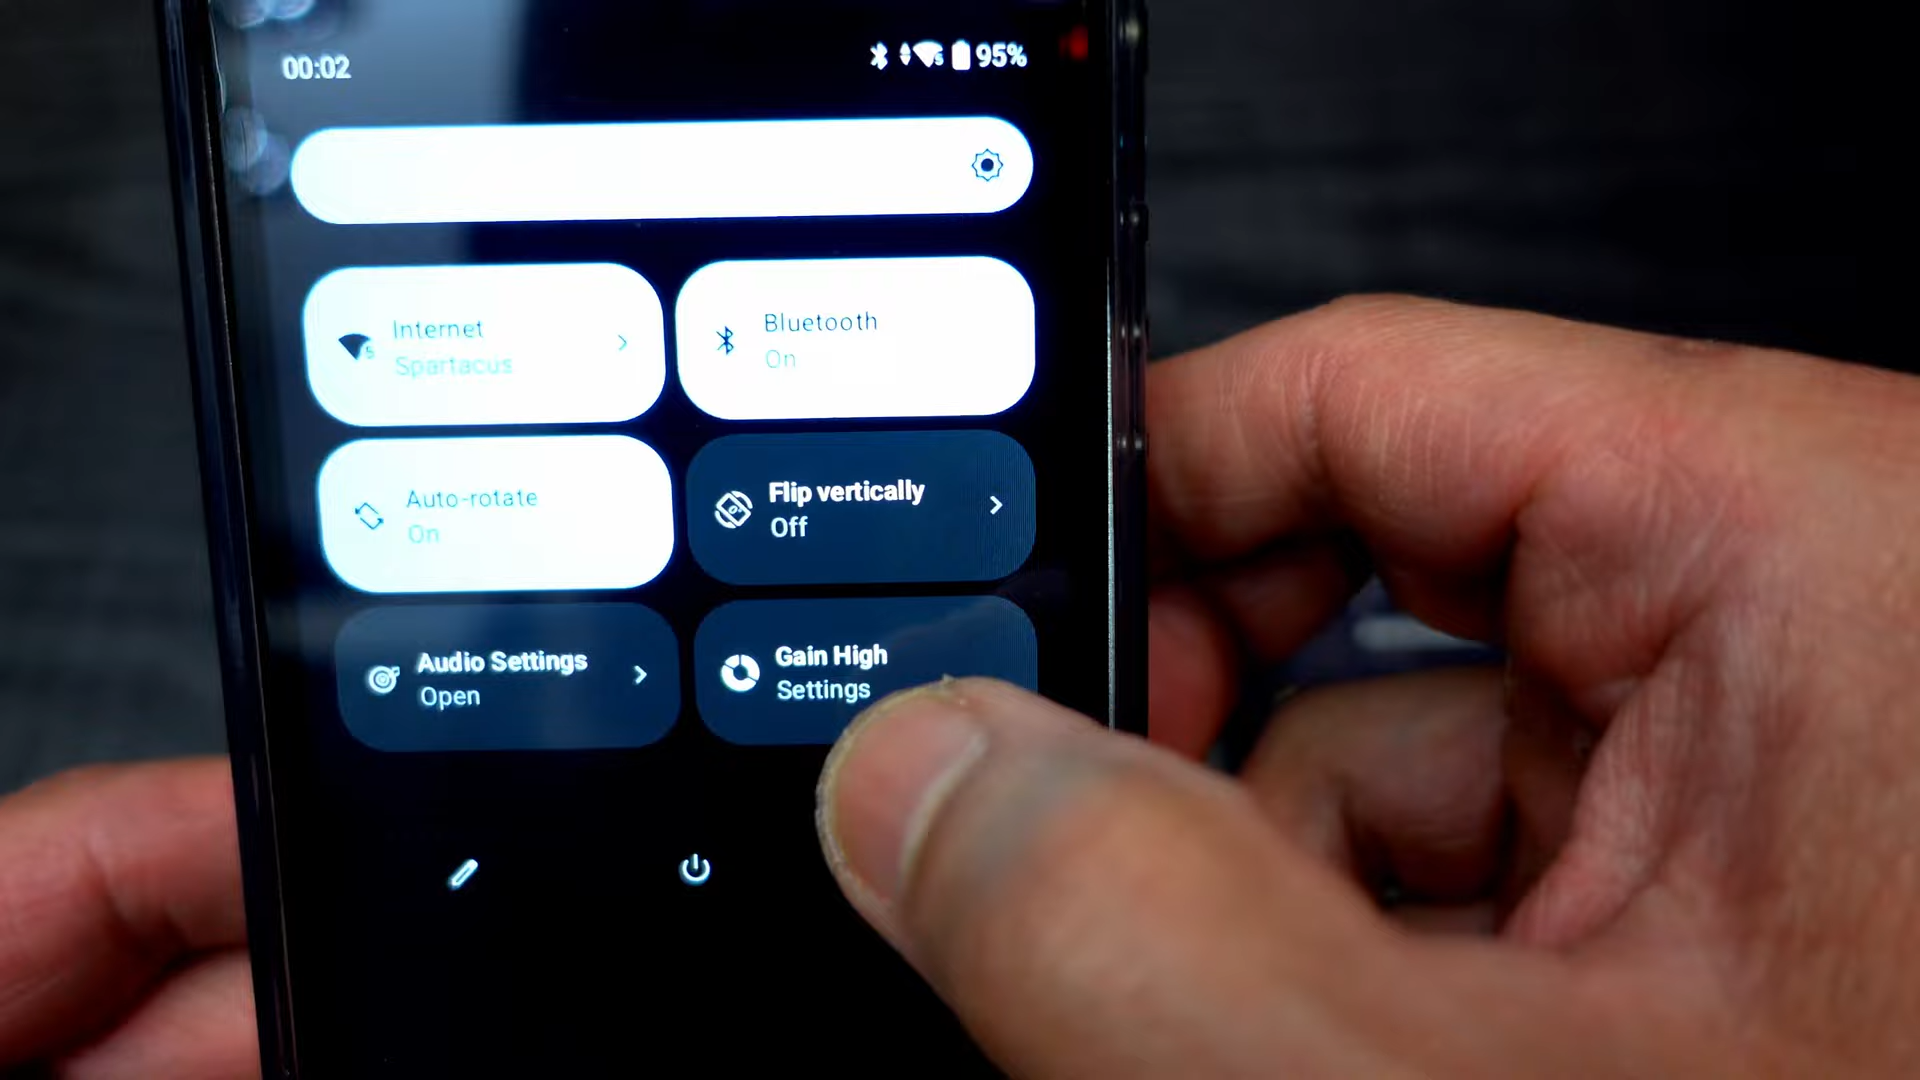 00:02
95%
Internet
Spartacus
Bluetooth
On
Auto-rotate
On
Flip vertically
Off
Audio Settings
Open
Gain High
Settings